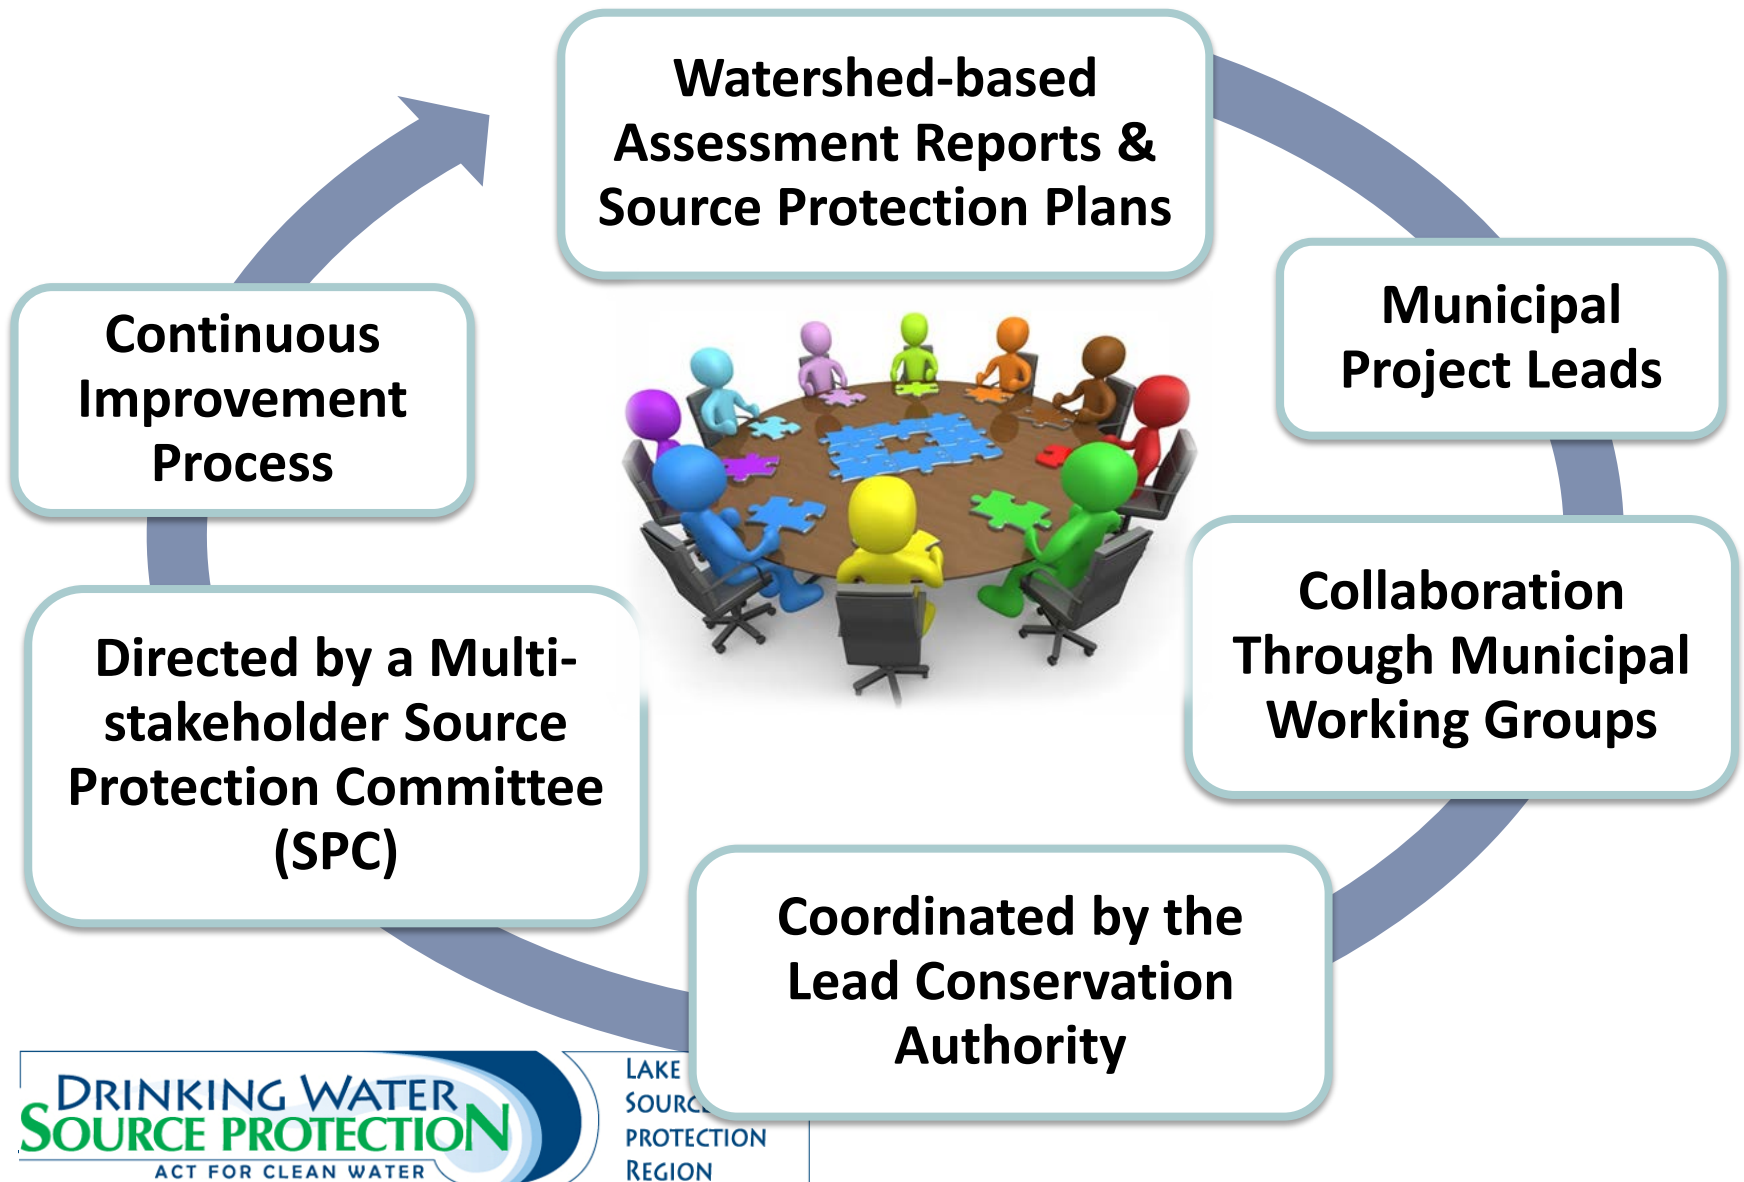 Watershed-based
Assessment Reports &
Source Protection Plans
Municipal
Project Leads
Collaboration
Through Municipal
Working Groups
Coordinated by the
Lead Conservation
Authority
Directed by a Multi-
stakeholder Source
Protection Committee
(SPC)
Continuous
Improvement
Process
DRINKING WATER
SOURCE PROTECTION
ACT FOR CLEAN WATER
LAKE
PROTECTION
REGION